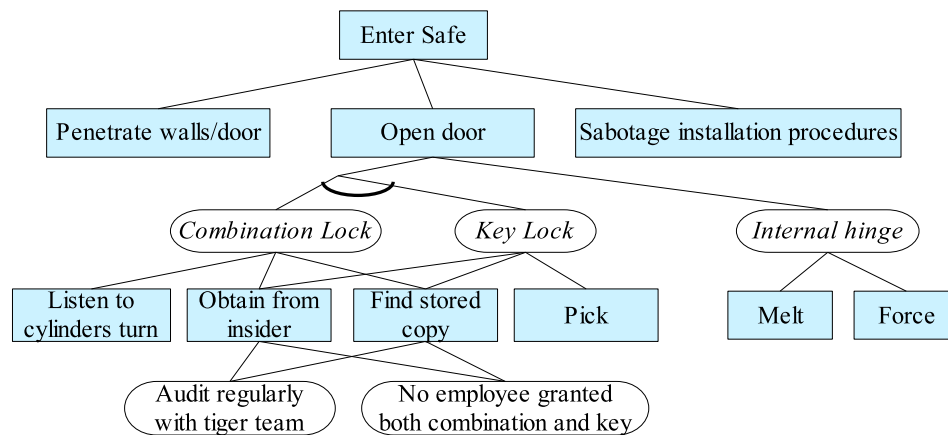 Enter Safe
Penetrate walls/door
Open door
Sabotage installation procedures
Combination Lock
Key Lock
Internal hinge
Listen to
cylinders turn
Obtain from
insider
Find stored
copy
Pick
Melt
Force
Audit regularly
with tiger team
No employee granted
both combination and key